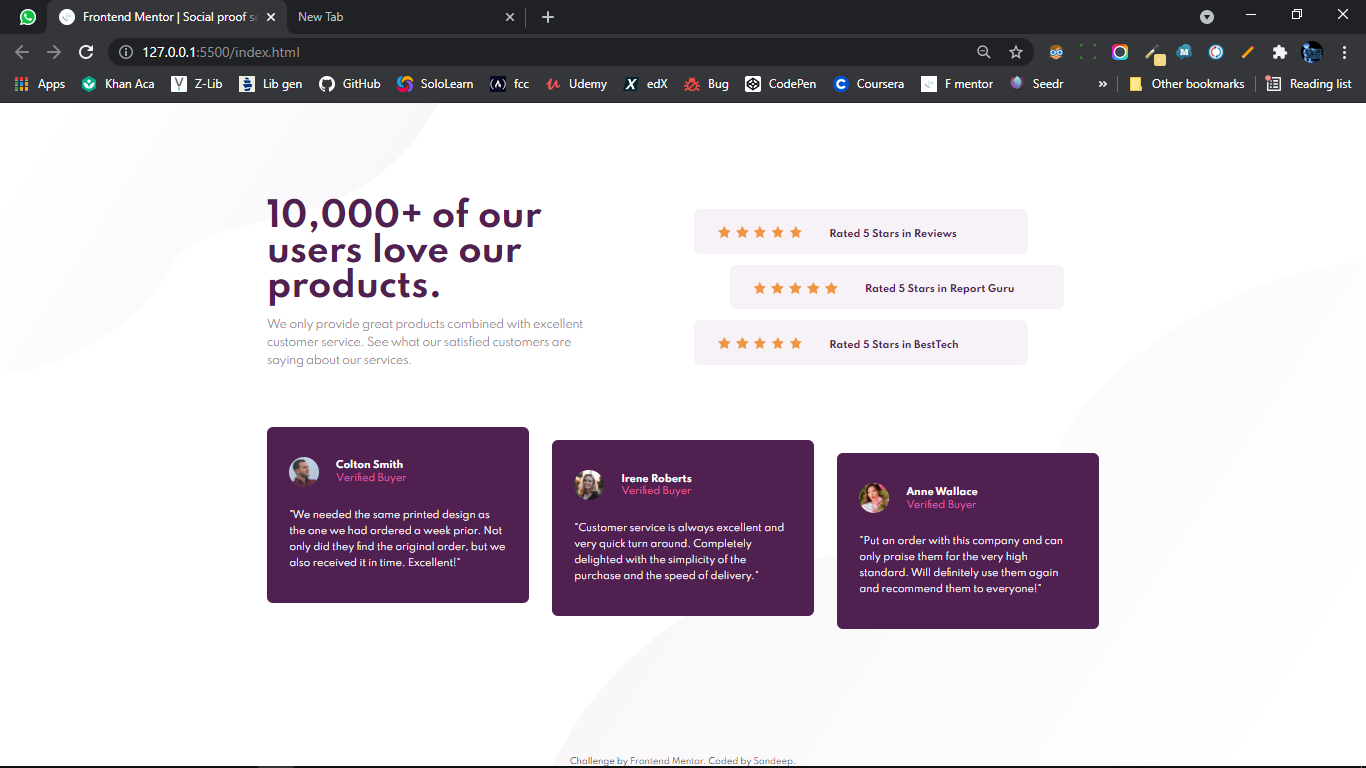 Frontend Mentor | Social proof se
New Tab
127.0.0.1:5500/index.html
Apps
Khan Aca
Z-Lib
Lib gen
GitHub
SoloLearn
fcc
Udemy
edX
Bug
CodePen
Coursera
F mentor
Seedr
»
Other bookmarks
Reading list
10,000+ of our
users love our
products.
We only provide great products combined with excellent
customer service. See what our satisfied customers are
saying about our services.
Rated 5 Stars in Reviews
Rated 5 Stars in Report Guru
Rated 5 Stars in BestTech
Colton Smith
Verified Buyer
"We needed the same printed design as
the one we had ordered a week prior. Not
only did they find the original order, but we
also received it in time. Excellent!"
Irene Roberts
Verified Buyer
"Customer service is always excellent and
very quick turn around. Completely
delighted with the simplicity of the
purchase and the speed of delivery."
Anne Wallace
Verified Buyer
"Put an order with this company and can
only praise them for the very high
standard. Will definitely use them again
and recommend them to everyone!"
Challenge by Frontend Mentor. Coded by Sandeep.